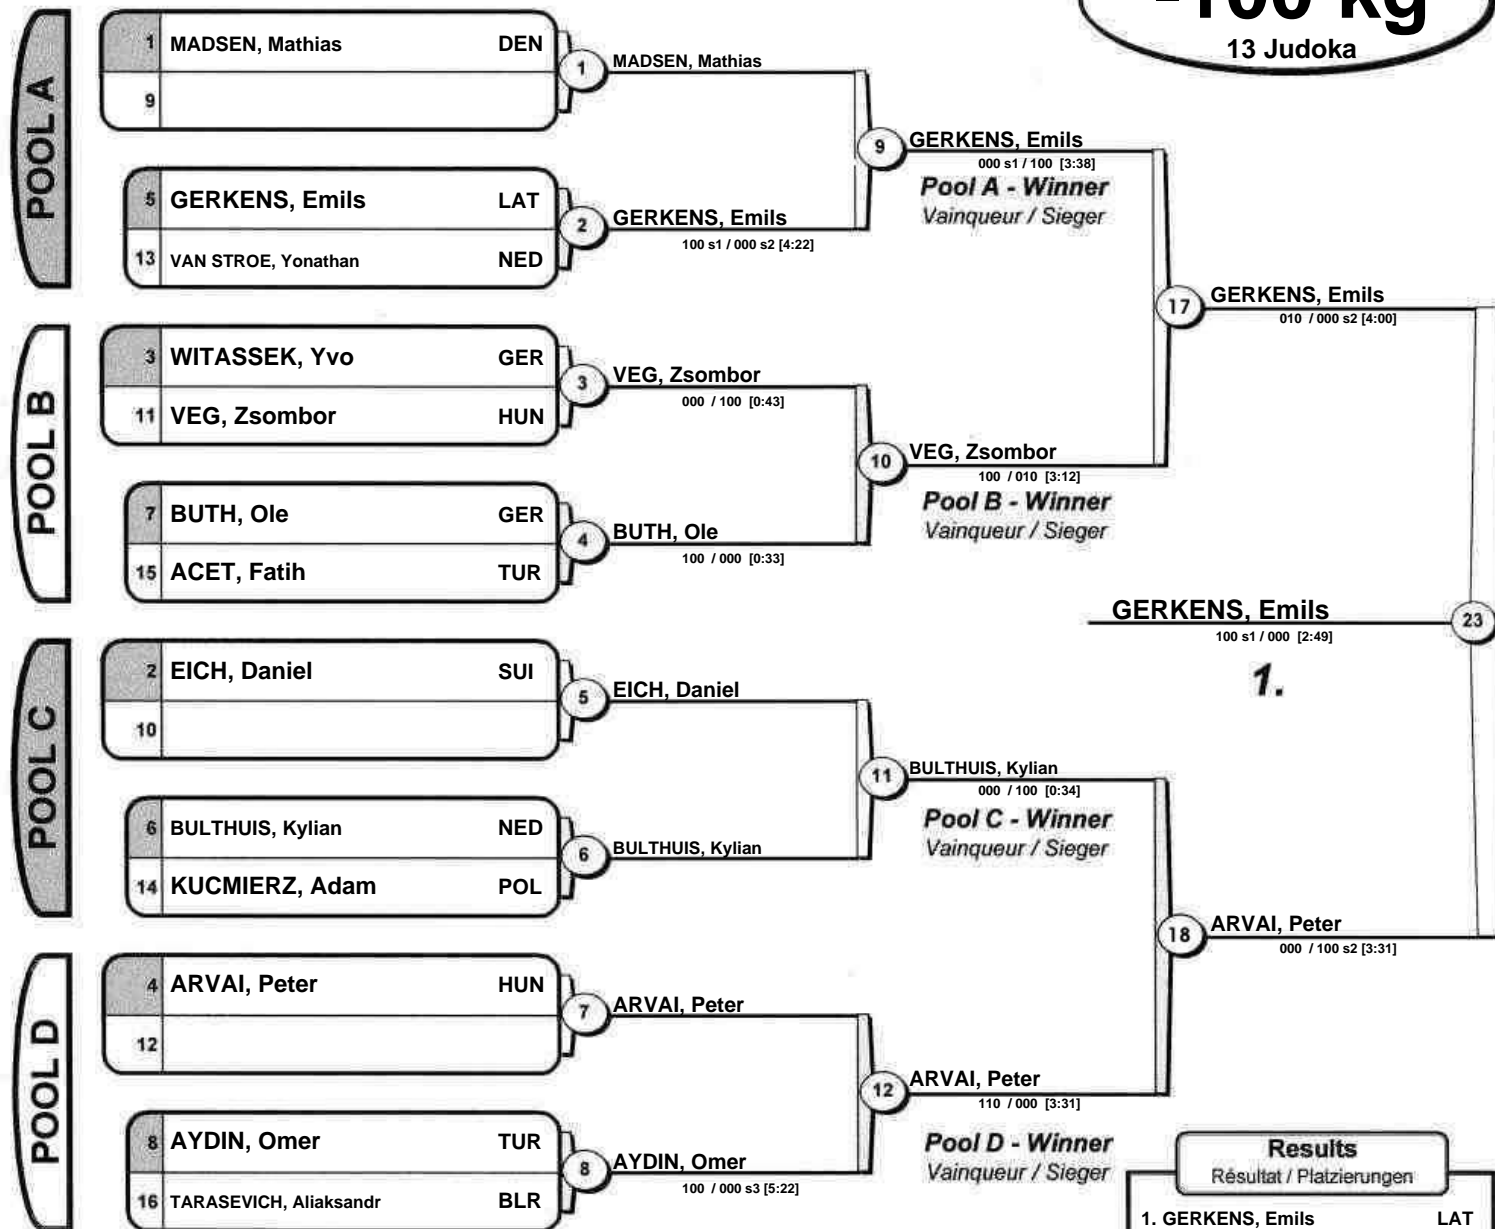 -100 kg
13 Judoka
POOL A
1 MADSEN, Mathias DEN
9
1 MADSEN, Mathias
5 GERKENS, Emils LAT
13 VAN STROE, Yonathan NED
2 GERKENS, Emils
100 s1 / 000 s2 [4:22]
9 GERKENS, Emils
000 s1 / 100 [3:38]
Pool A - Winner
Vainqueur / Sieger
POOL B
3 WITASSEK, Yvo GER
11 VEG, Zsombor HUN
3 VEG, Zsombor
000 / 100 [0:43]
7 BUTH, Ole GER
15 ACET, Fatih TUR
4 BUTH, Ole
100 / 000 [0:33]
10 VEG, Zsombor
100 / 010 [3:12]
Pool B - Winner
Vainqueur / Sieger
17 GERKENS, Emils
010 / 000 s2 [4:00]
GERKENS, Emils 23
100 s1 / 000 [2:49]
1.
POOL C
2 EICH, Daniel SUI
10
5 EICH, Daniel
6 BULTHUIS, Kylian NED
14 KUCMIERZ, Adam POL
6 BULTHUIS, Kylian
11 BULTHUIS, Kylian
000 / 100 [0:34]
Pool C - Winner
Vainqueur / Sieger
POOL D
4 ARVAI, Peter HUN
12
7 ARVAI, Peter
8 AYDIN, Omer TUR
16 TARASEVICH, Aliaksandr BLR
8 AYDIN, Omer
100 / 000 s3 [5:22]
12 ARVAI, Peter
110 / 000 [3:31]
Pool D - Winner
Vainqueur / Sieger
18 ARVAI, Peter
000 / 100 s2 [3:31]
Results
Résultat / Platzierungen
1. GERKENS, Emils LAT